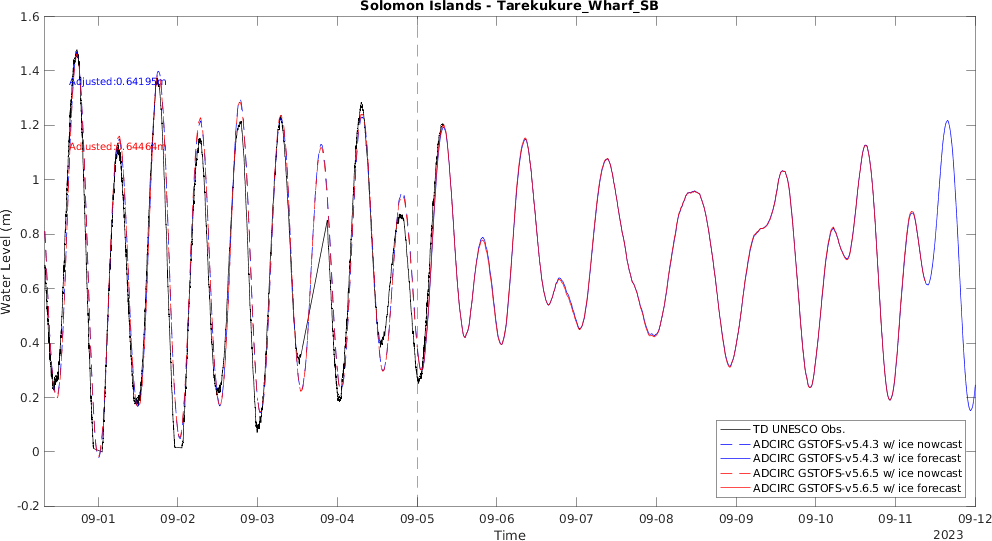 Solomon Islands - Tarekukure_Wharf_SB
1.6
1.4
1.2
1
0.8
0.6
0.4
0.2
0
-0.2
Water Level (m)
Adjusted:0.64195m
Adjusted:0.64464m
TD UNESCO Obs.
ADCIRC GSTOFS-v5.4.3 w/ ice nowcast
ADCIRC GSTOFS-v5.4.3 w/ ice forecast
ADCIRC GSTOFS-v5.6.5 w/ ice nowcast
ADCIRC GSTOFS-v5.6.5 w/ ice forecast
09-01 09-02 09-03 09-04 09-05 09-06 09-07 09-08 09-09 09-10 09-11 09-12
Time
2023